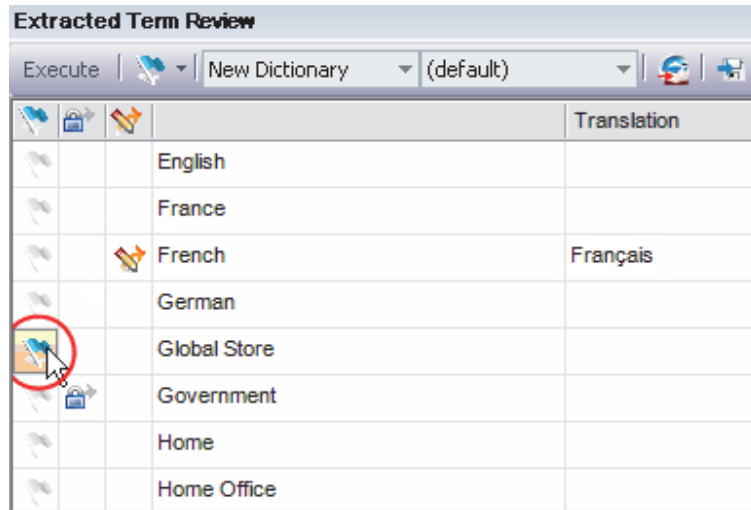 Extracted Term Review
Execute New Dictionary (default)
Translation
English
France
French Français
German
Global Store
Government
Home
Home Office